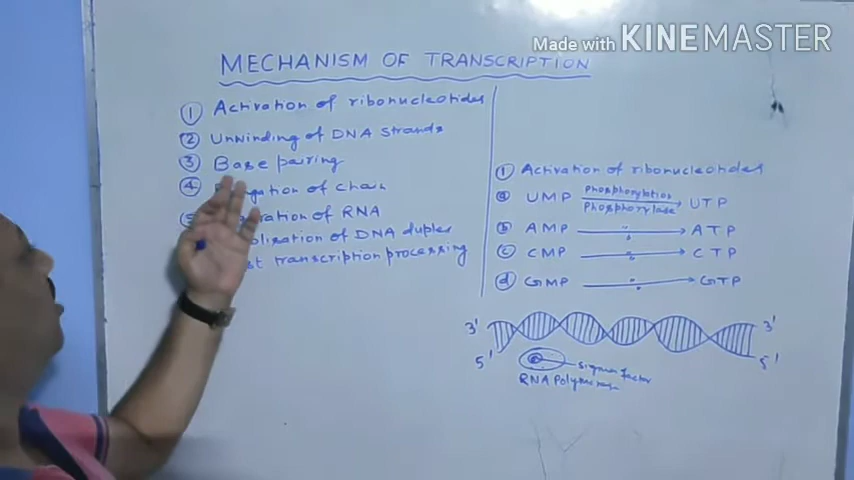 Made with KINEMASTER
MECHANISM OF TRANSCRIPTION
① Activation of ribonucleotides
② Unwinding of DNA strands
③ Base pairing
④ of chain
of RNA
of DNA duplex
transcription processing
① Activation of ribonucleotides
ⓐ UMP Phosphorylation Phosphorylase UTP
ⓑ AMP " " ATP
ⓒ CMP " " CTP
ⓓ GMP " " GTP
3' 3'
5' 5'
sigma factor
RNA Polymerase